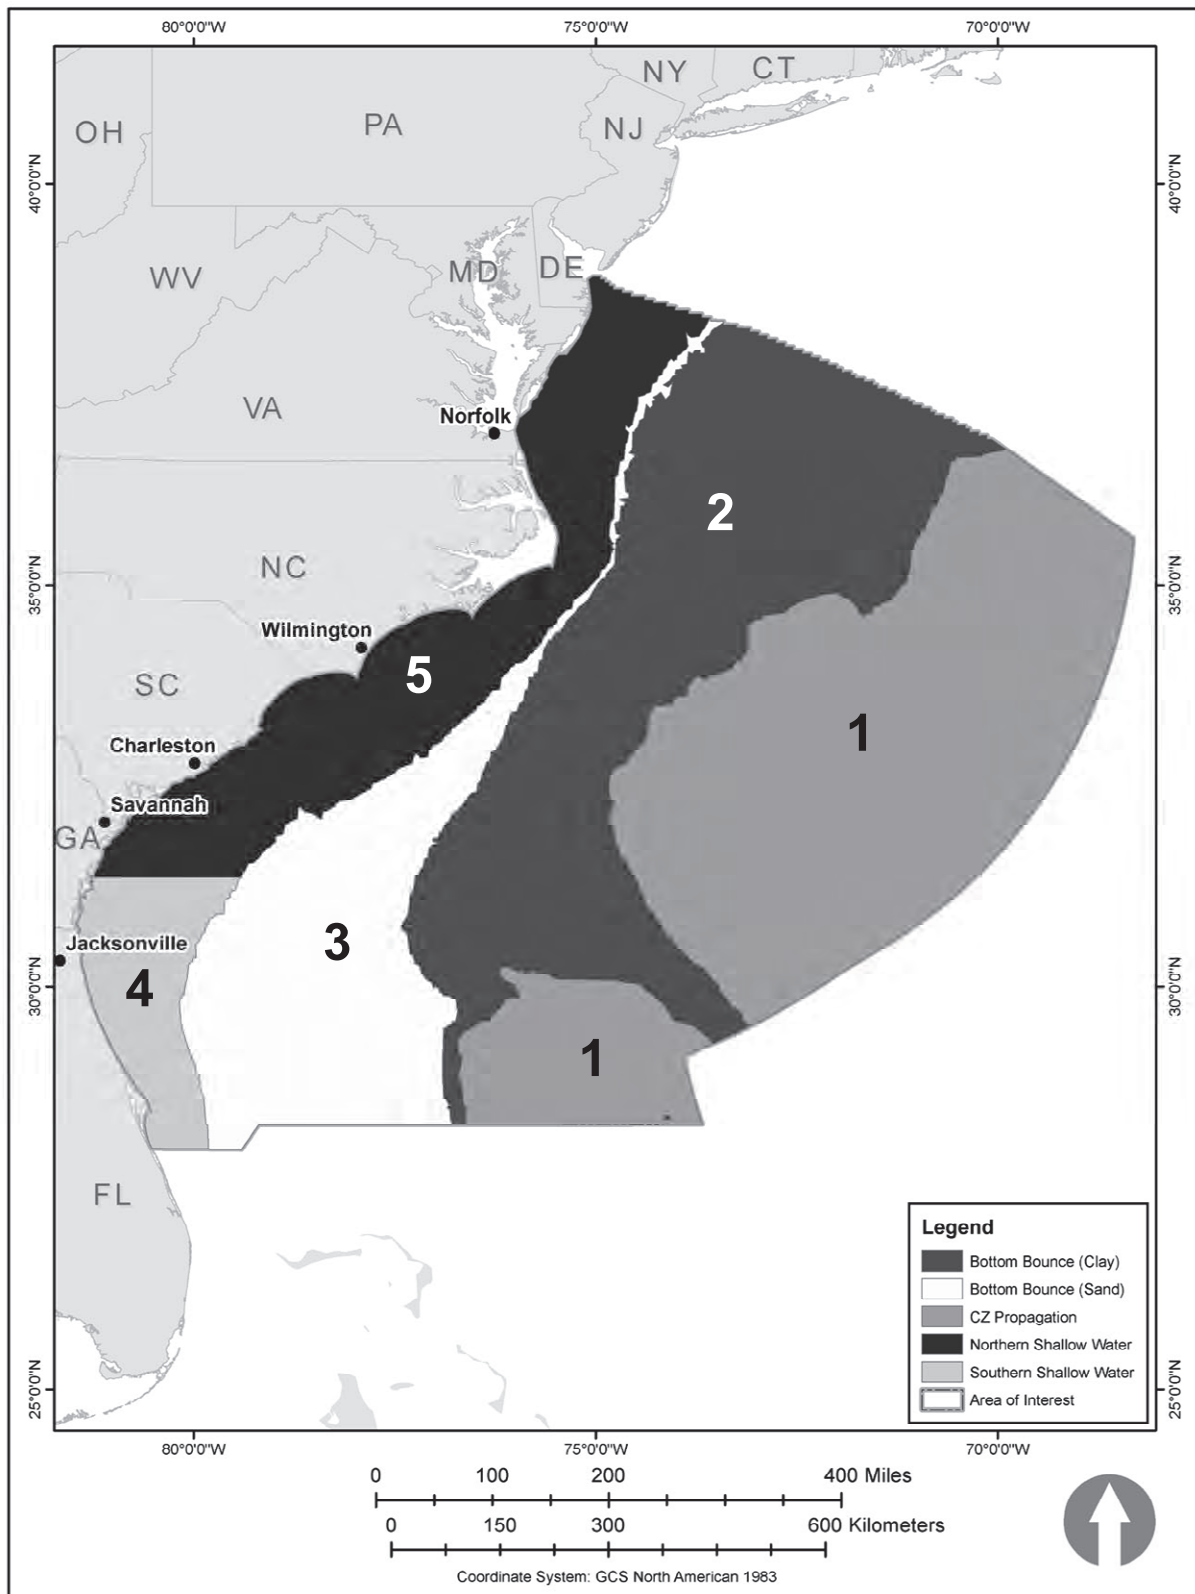 80°0'0"W 75°0'0"W 70°0'0"W
NY CT
OH PA NJ
40°0'0"N 40°0'0"N
WV MD DE
VA Norfolk
2
NC
35°0'0"N 35°0'0"N
Wilmington
SC 5
1
Charleston
Savannah
GA
3
Jacksonville
4
30°0'0"N 30°0'0"N
1
FL
Legend
Bottom Bounce (Clay)
Bottom Bounce (Sand)
CZ Propagation
Northern Shallow Water
Southern Shallow Water
Area of Interest
25°0'0"N 25°0'0"N
80°0'0"W 75°0'0"W 70°0'0"W
0 100 200 400 Miles
0 150 300 600 Kilometers
Coordinate System: GCS North American 1983